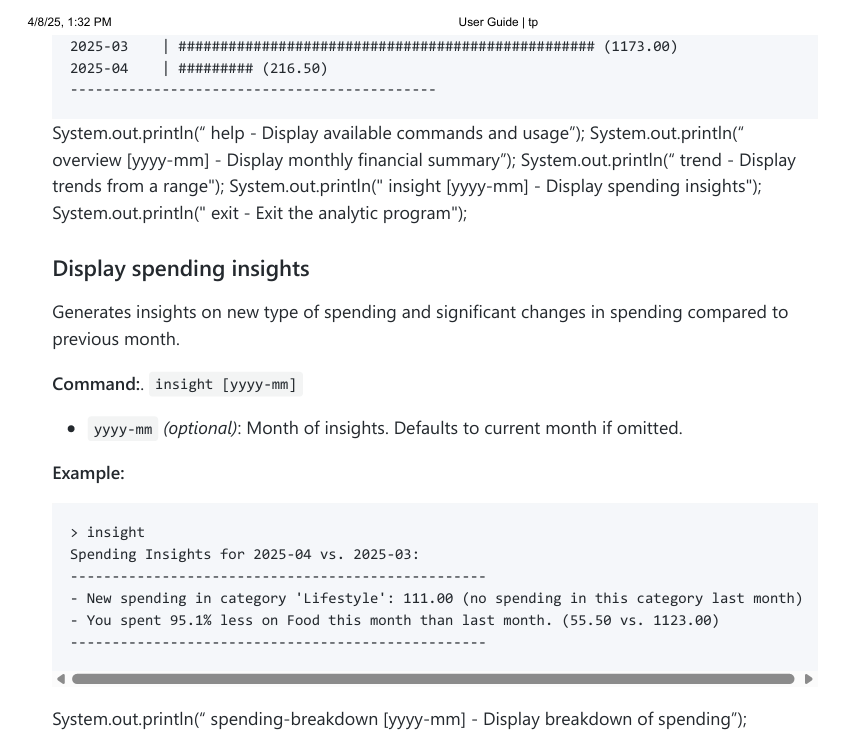 4/8/25, 1:32 PM User Guide | tp
2025-03 | ################################################## (1173.00)
2025-04 | ######### (216.50)
--------------------------------------------
System.out.println(“ help - Display available commands and usage”); System.out.println(“
overview [yyyy-mm] - Display monthly financial summary”); System.out.println(“ trend - Display
trends from a range"); System.out.println(" insight [yyyy-mm] - Display spending insights");
System.out.println(" exit - Exit the analytic program");
Display spending insights
Generates insights on new type of spending and significant changes in spending compared to
previous month.
Command:. insight [yyyy-mm]
• yyyy-mm (optional): Month of insights. Defaults to current month if omitted.
Example:
> insight
Spending Insights for 2025-04 vs. 2025-03:
--------------------------------------------------
- New spending in category 'Lifestyle': 111.00 (no spending in this category last month)
- You spent 95.1% less on Food this month than last month. (55.50 vs. 1123.00)
--------------------------------------------------
System.out.println(“ spending-breakdown [yyyy-mm] - Display breakdown of spending”);